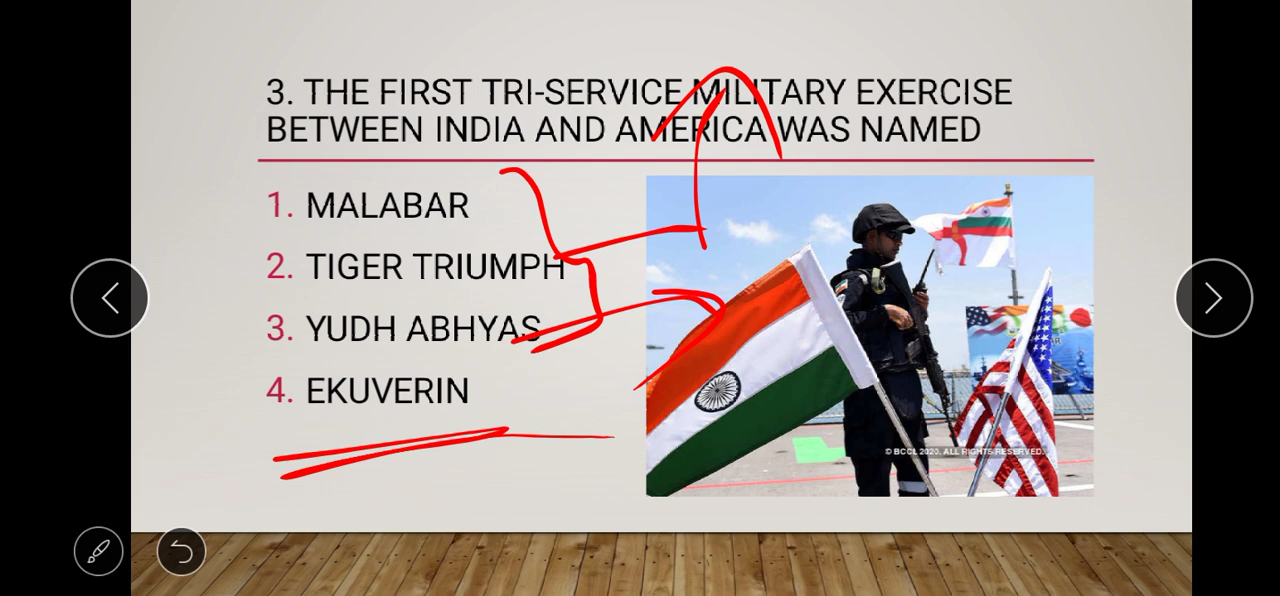 3. THE FIRST TRI-SERVICE MILITARY EXERCISE
BETWEEN INDIA AND AMERICA WAS NAMED
1. MALABAR
2. TIGER TRIUMPH
3. YUDH ABHYAS
4. EKUVERIN
© BCCL 2020. ALL RIGHTS RESERVED.